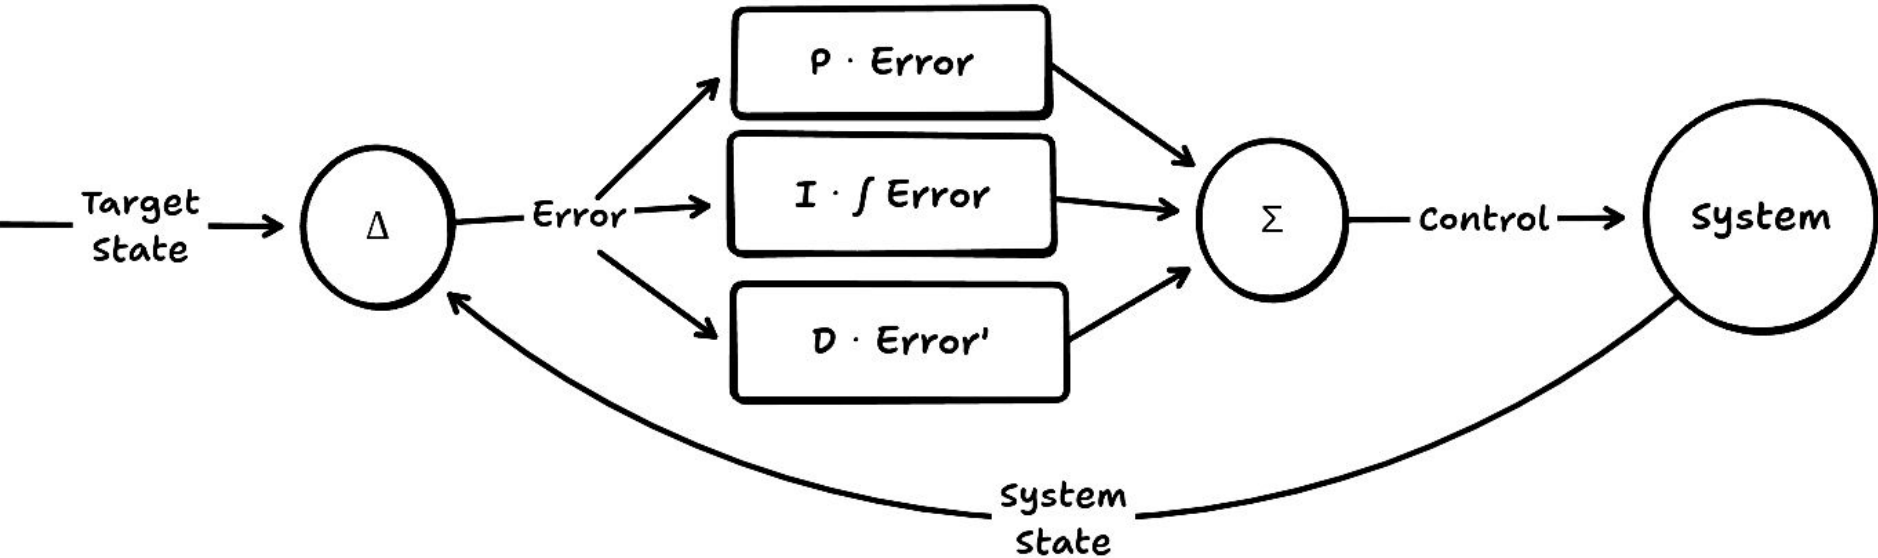 P · Error
Target
State
Δ
Error
I · ∫ Error
Σ
Control
System
D · Error'
System
State